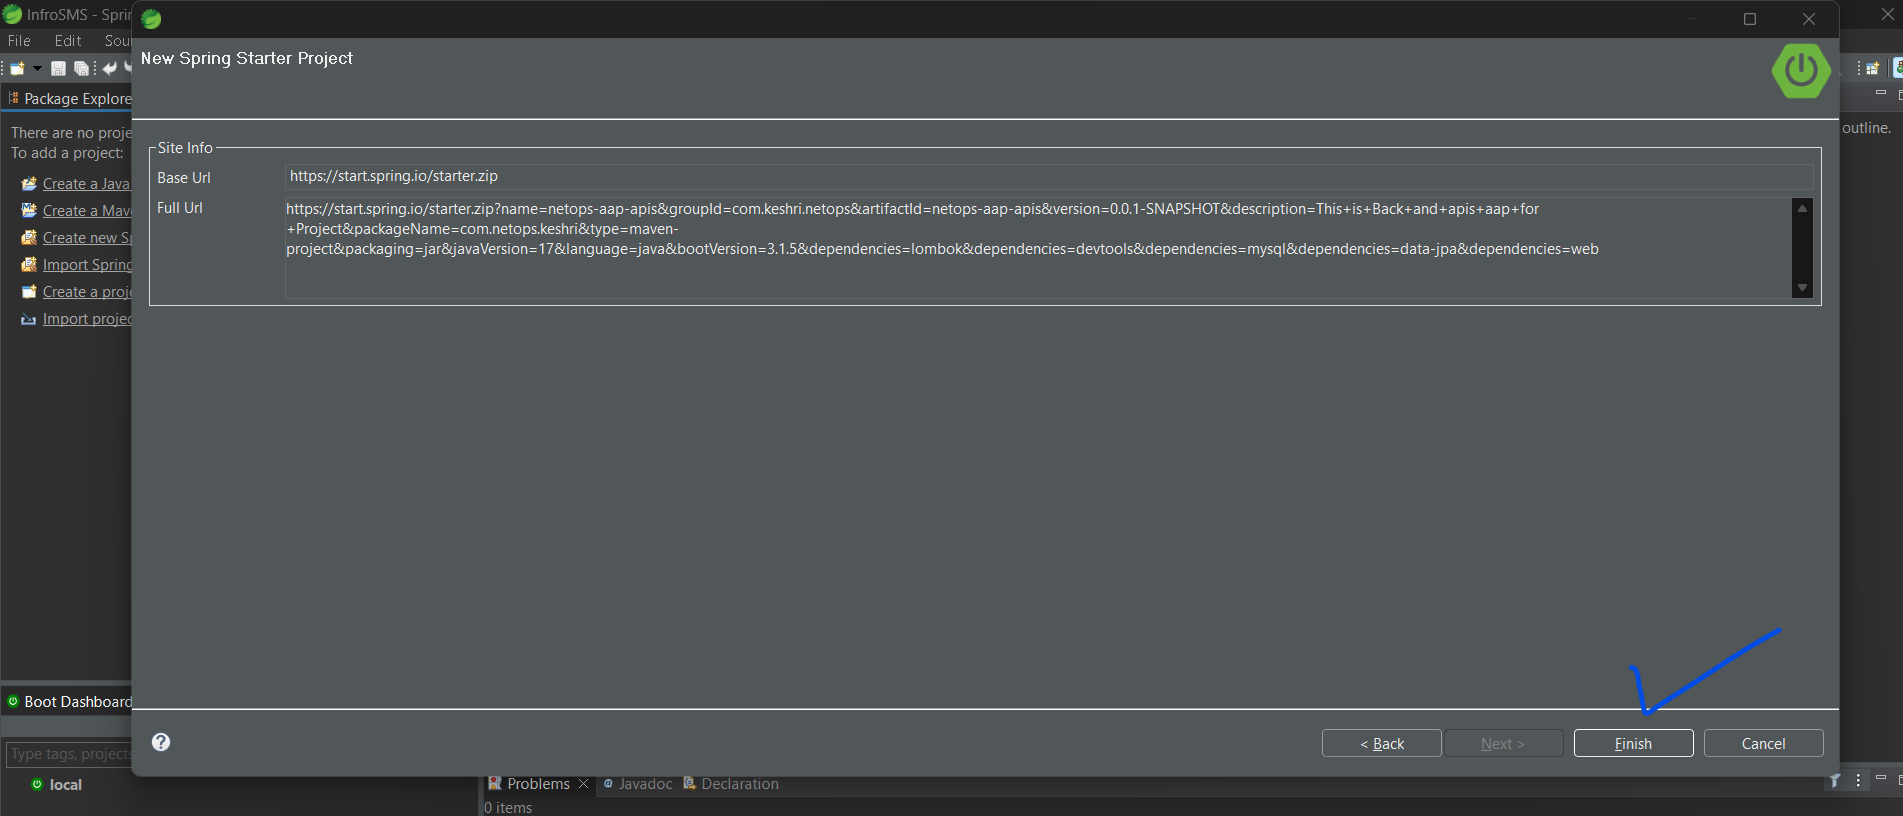 InfroSMS - Sprin
File Edit Sou
New Spring Starter Project
Package Explore
There are no proje
To add a project:
Create a Java
Create a Mav
Create new Sp
Import Spring
Create a proje
Import projec
outline.
Site Info
Base Url
https://start.spring.io/starter.zip
Full Url
https://start.spring.io/starter.zip?name=netops-aap-apis&groupId=com.keshri.netops&artifactId=netops-aap-apis&version=0.0.1-SNAPSHOT&description=This+is+Back+and+apis+aap+for
+Project&packageName=com.netops.keshri&type=maven-
project&packaging=jar&javaVersion=17&language=java&bootVersion=3.1.5&dependencies=lombok&dependencies=devtools&dependencies=mysql&dependencies=data-jpa&dependencies=web
Boot Dashboard
Type tags, projects
local
< Back
Next >
Finish
Cancel
Problems
Javadoc
Declaration
0 items